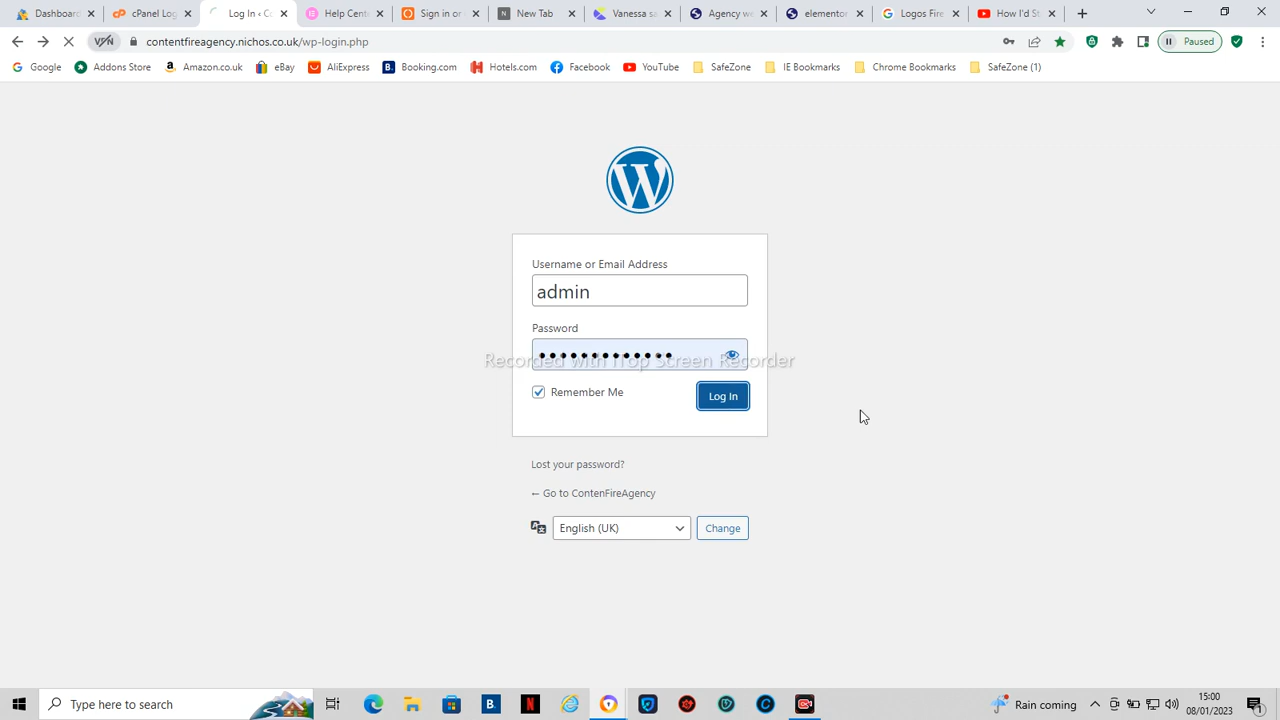 Dashboard
cPanel Log
Log In ‹ Co
Help Cente
Sign in or
New Tab
Vanessa sa
Agency we
elementor
Logos Fire
How I'd St
VPN
contentfireagency.nichos.co.uk/wp-login.php
Paused
Google
Addons Store
Amazon.co.uk
eBay
AliExpress
Booking.com
Hotels.com
Facebook
YouTube
SafeZone
IE Bookmarks
Chrome Bookmarks
SafeZone (1)
Username or Email Address
admin
Password
Recorded with iTop Screen Recorder
Remember Me
Log In
Lost your password?
← Go to ContenFireAgency
English (UK)
Change
Type here to search
Rain coming
15:00
08/01/2023